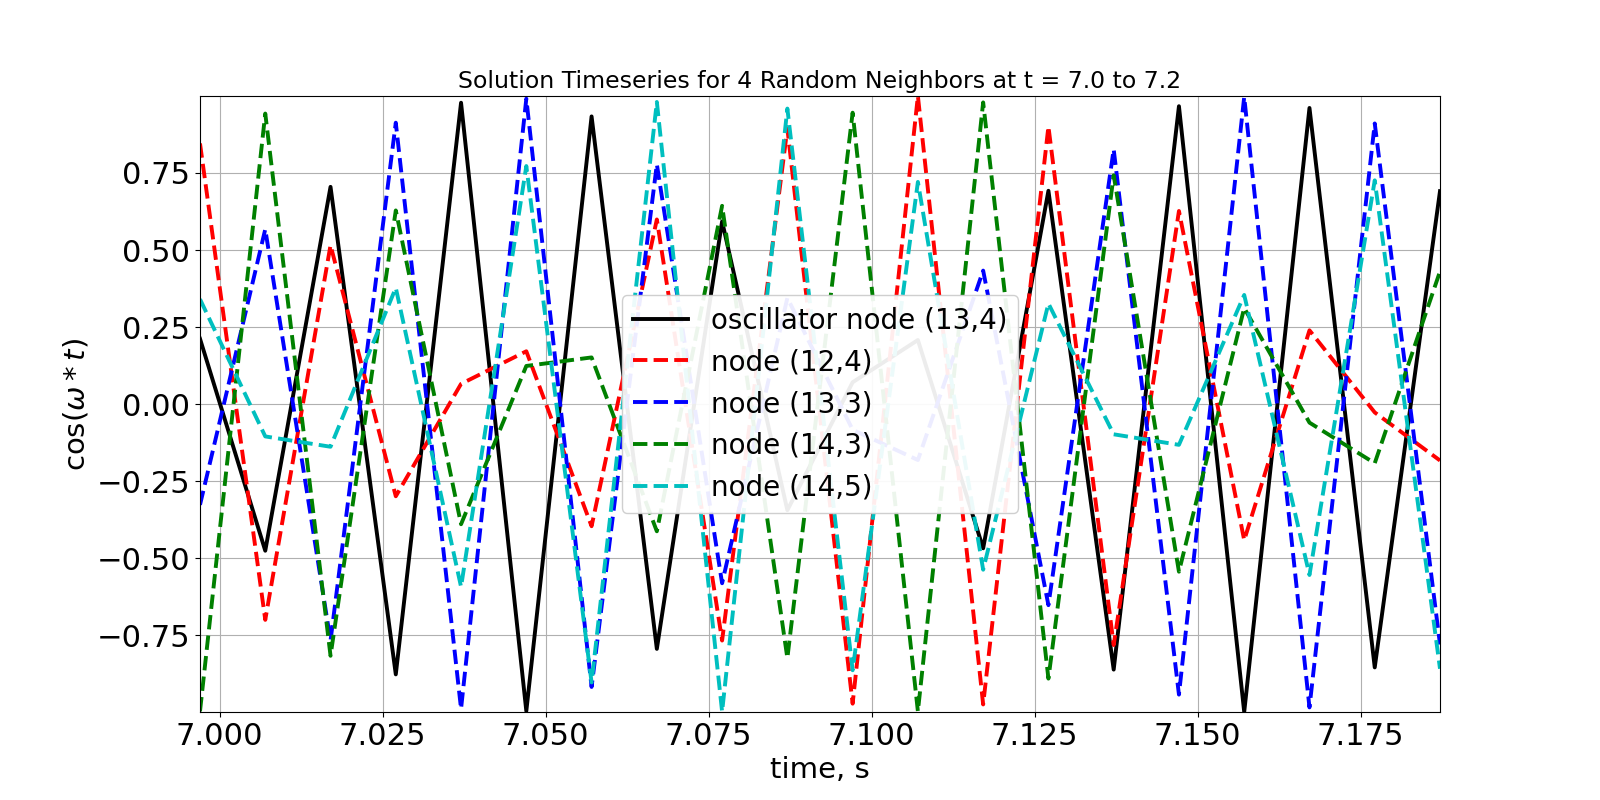 Solution Timeseries for 4 Random Neighbors at t = 7.0 to 7.2
cos(ω * t)
0.75
0.50
0.25
0.00
−0.25
−0.50
−0.75
oscillator node (13,4)
node (12,4)
node (13,3)
node (14,3)
node (14,5)
7.000 7.025 7.050 7.075 7.100 7.125 7.150 7.175
time, s